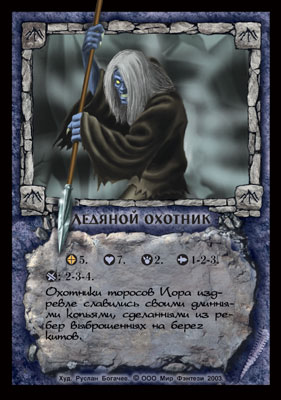 ЛЕДЯНОЙ ОХОТНИК
5. 7. 2. 1-2-3.
: 2-3-4.
Охотники торосов Йора изд-
ревле славились своими длинны-
ми копьями, сделанными из ре-
бер выброшенных на берег
китов.
Худ. Руслан Богачев. © ООО Мир Фэнтези 2003